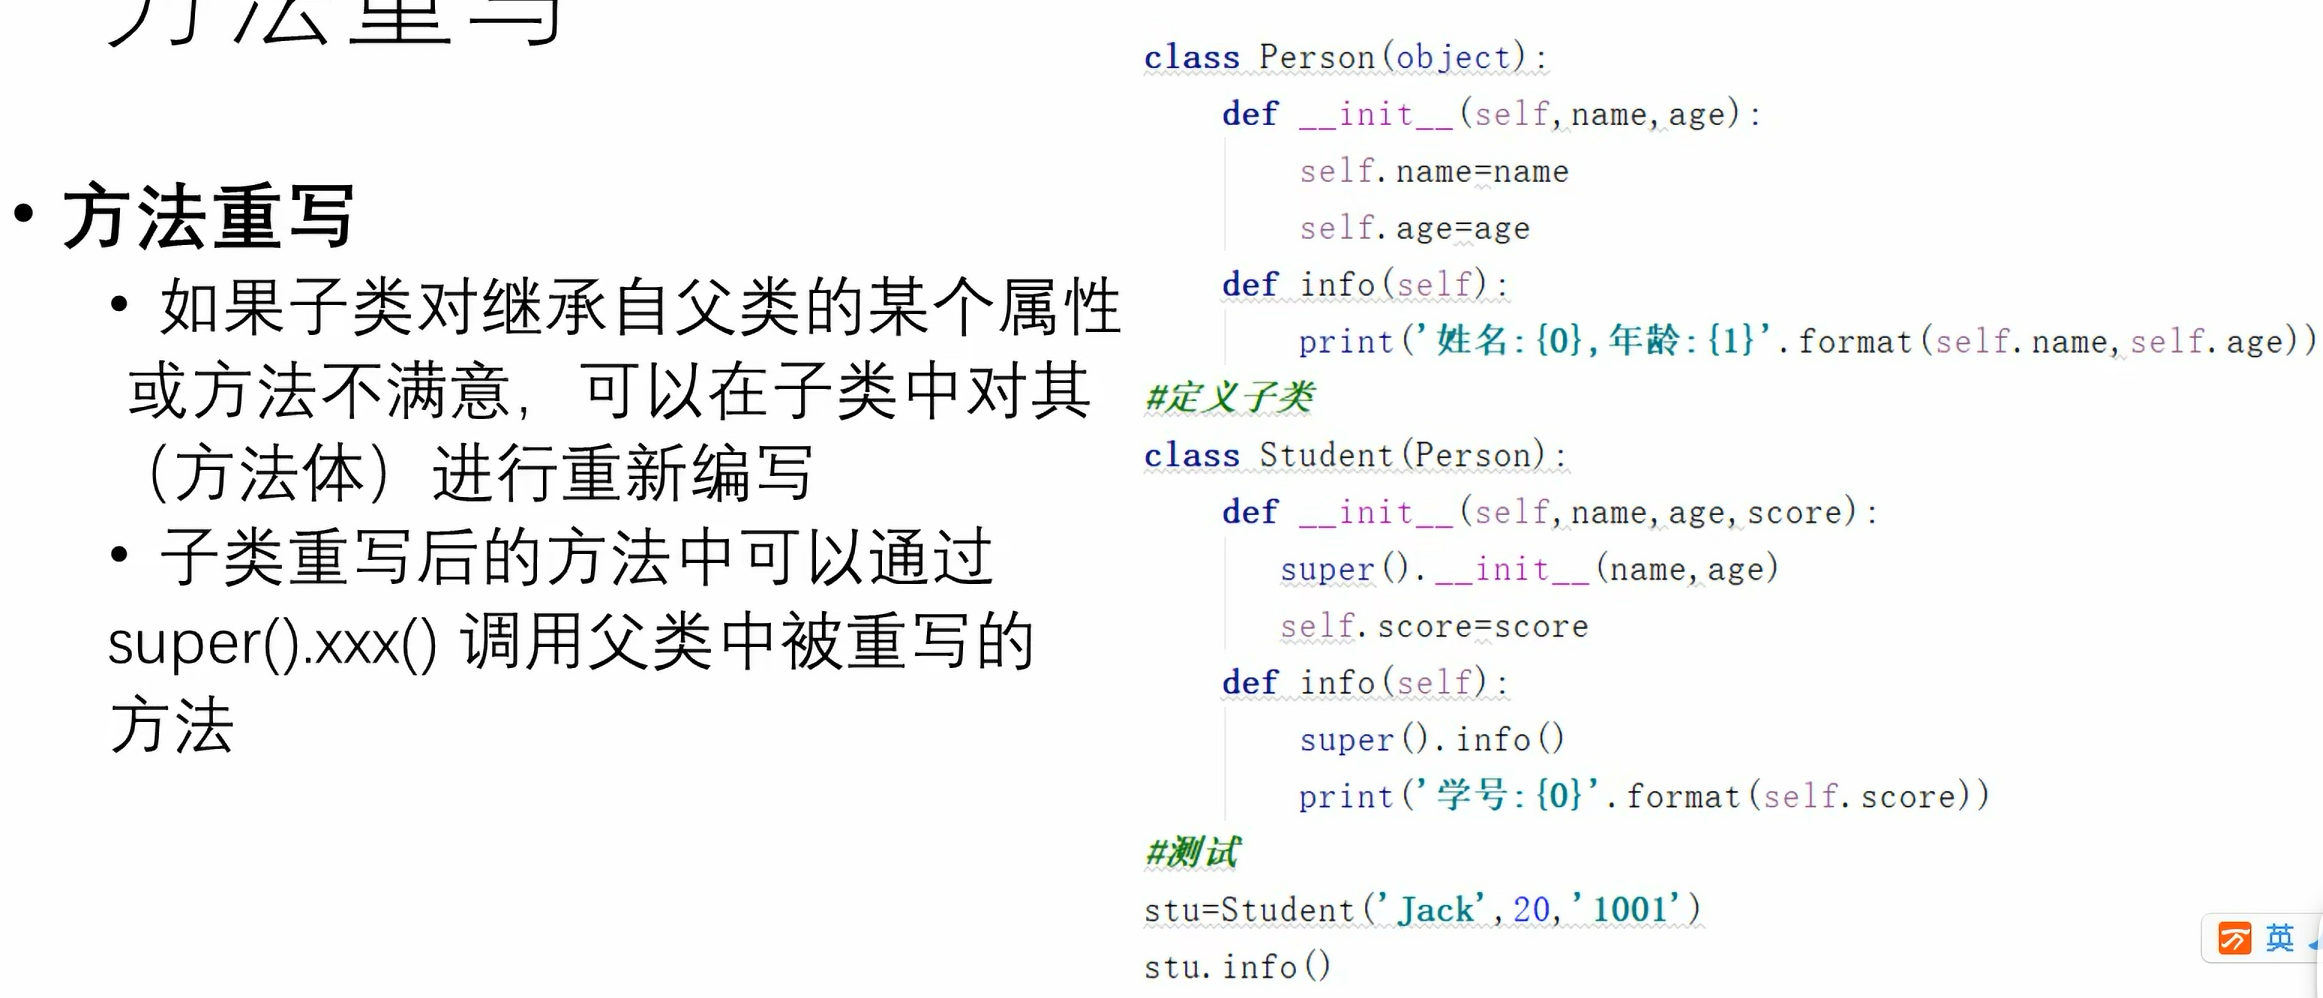 方法重写
• 方法重写
• 如果子类对继承自父类的某个属性
或方法不满意，可以在子类中对其
（方法体）进行重新编写
• 子类重写后的方法中可以通过
super().xxx() 调用父类中被重写的
方法
class Person(object):
    def __init__(self,name,age):
        self.name=name
        self.age=age
    def info(self):
        print('姓名:{0},年龄:{1}'.format(self.name,self.age))
#定义子类
class Student(Person):
    def __init__(self,name,age,score):
       super().__init__(name,age)
       self.score=score
    def info(self):
        super().info()
        print('学号:{0}'.format(self.score))
#测试
stu=Student('Jack',20,'1001')
stu.info()
英